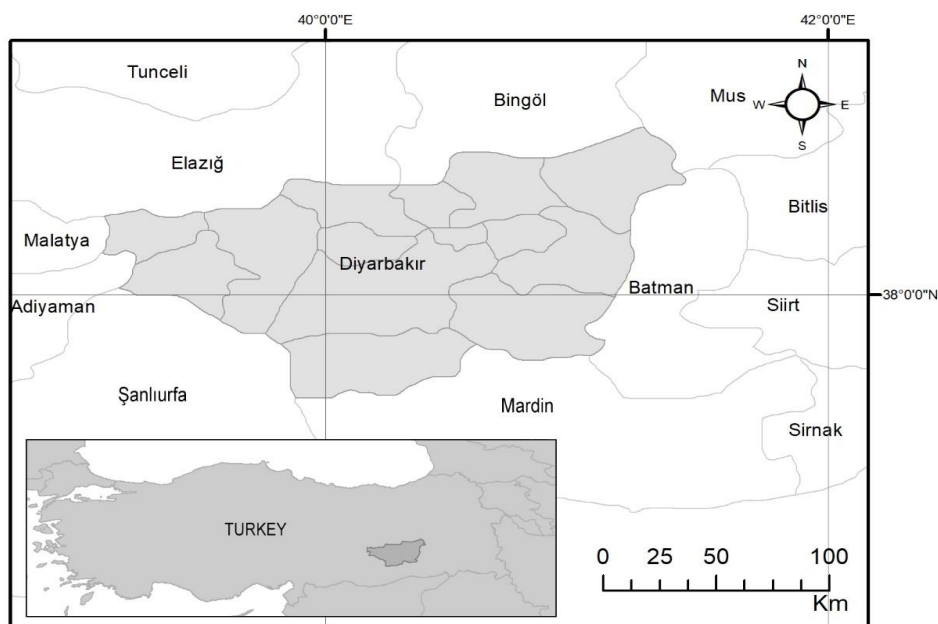 40°0'0"E
42°0'0"E
Tunceli
Bingöl
Mus
N
W
E
S
Elazığ
Bitlis
Malatya
Diyarbakır
Batman
38°0'0"N
Adiyaman
Siirt
Şanlıurfa
Mardin
Sirnak
TURKEY
0 25 50 100
Km